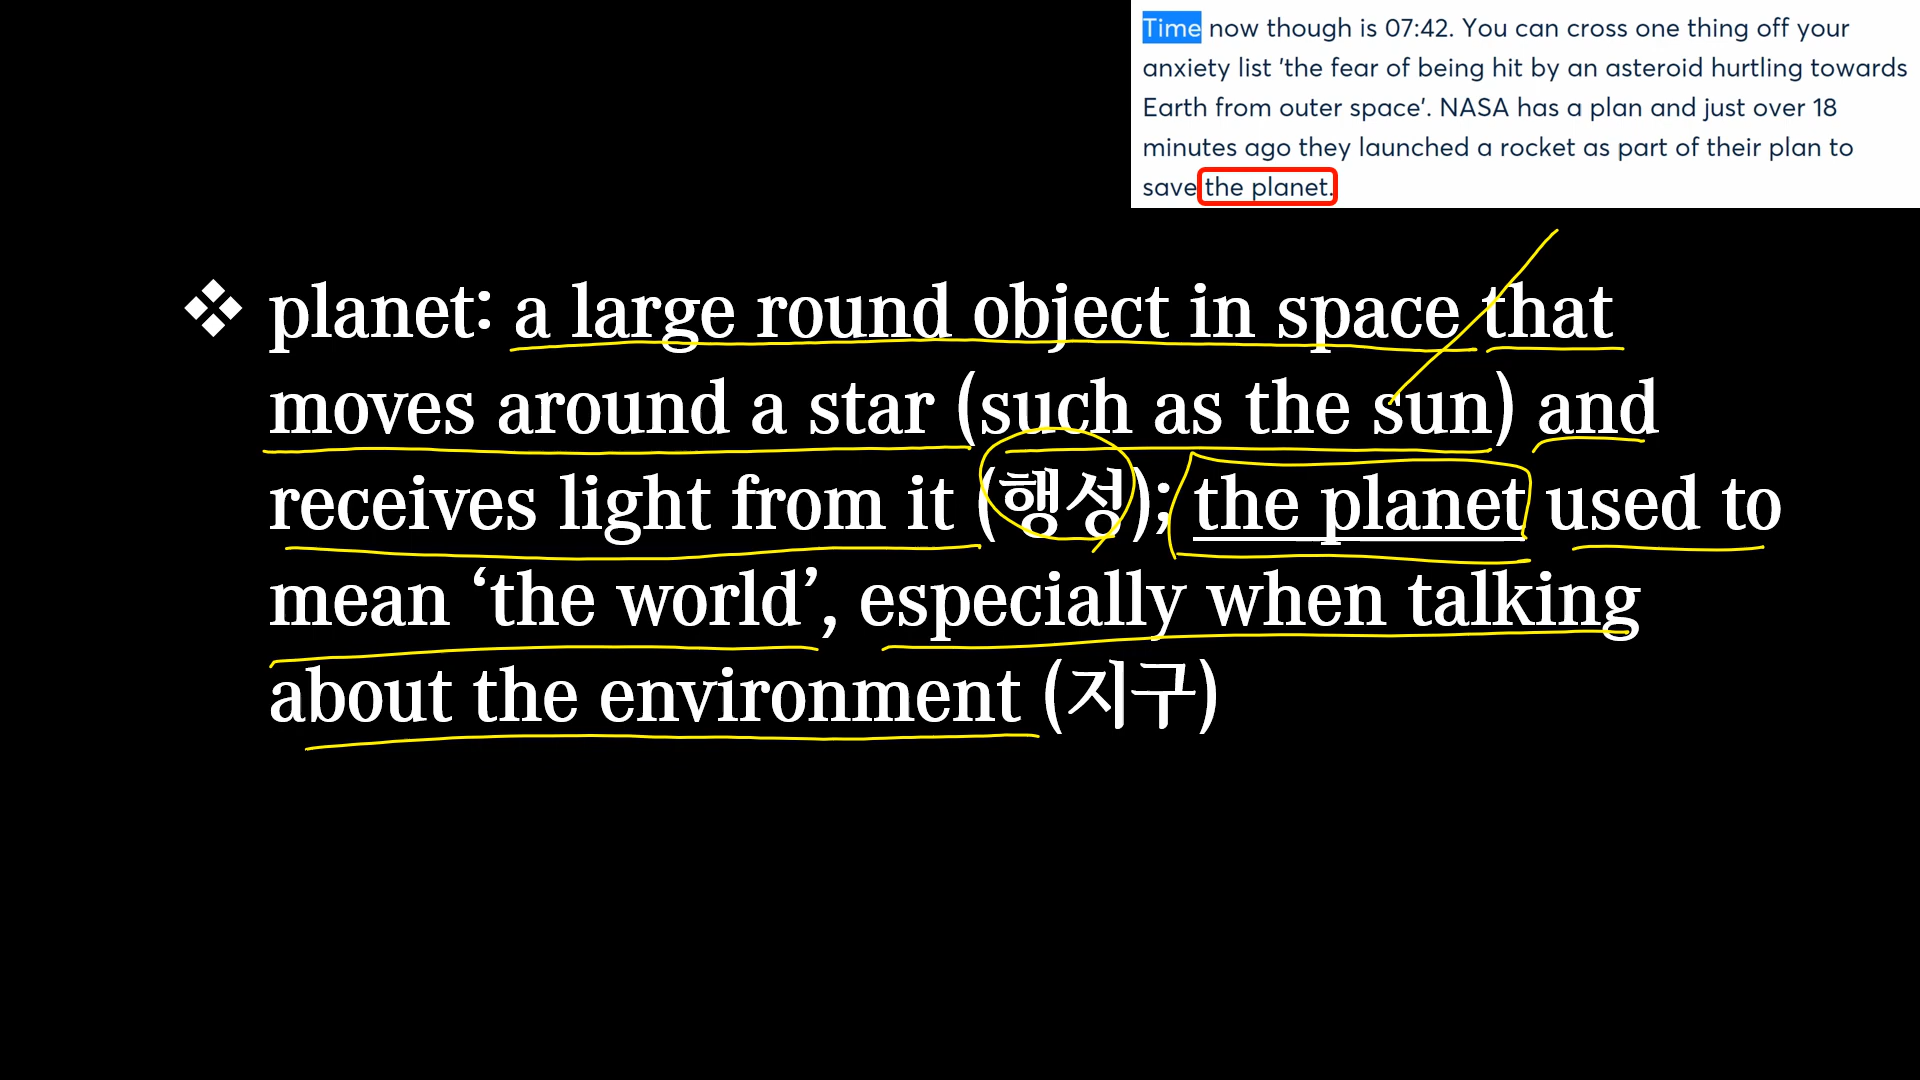 Time now though is 07:42. You can cross one thing off your
anxiety list 'the fear of being hit by an asteroid hurtling towards
Earth from outer space'. NASA has a plan and just over 18
minutes ago they launched a rocket as part of their plan to
save the planet.
❖ planet: a large round object in space that
moves around a star (such as the sun) and
receives light from it (행성); the planet used to
mean ‘the world’, especially when talking
about the environment (지구)